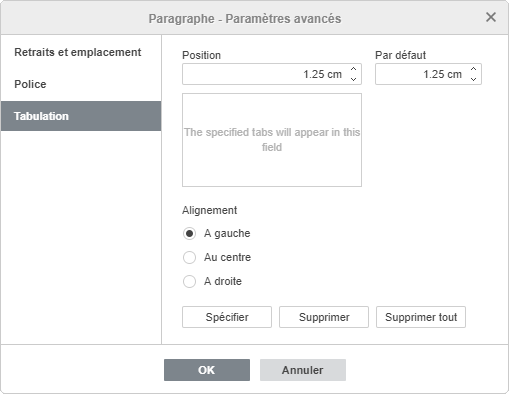 Paragraphe - Paramètres avancés
Retraits et emplacement
Police
Tabulation
Position
Par défaut
1.25 cm
1.25 cm
The specified tabs will appear in this
field
Alignement
A gauche
Au centre
A droite
Spécifier
Supprimer
Supprimer tout
OK
Annuler